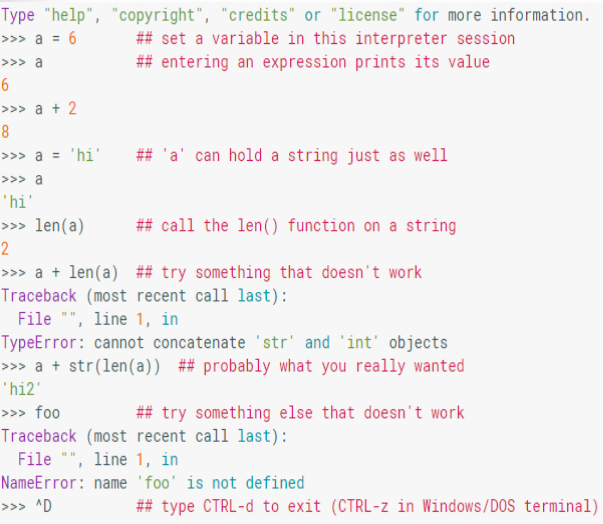 Type "help", "copyright", "credits" or "license" for more information.
>>> a = 6       ## set a variable in this interpreter session
>>> a           ## entering an expression prints its value
6
>>> a + 2
8
>>> a = 'hi'    ## 'a' can hold a string just as well
>>> a
'hi'
>>> len(a)      ## call the len() function on a string
2
>>> a + len(a)  ## try something that doesn't work
Traceback (most recent call last):
  File "", line 1, in
TypeError: cannot concatenate 'str' and 'int' objects
>>> a + str(len(a))  ## probably what you really wanted
'hi2'
>>> foo         ## try something else that doesn't work
Traceback (most recent call last):
  File "", line 1, in
NameError: name 'foo' is not defined
>>> ^D          ## type CTRL-d to exit (CTRL-z in Windows/DOS terminal)